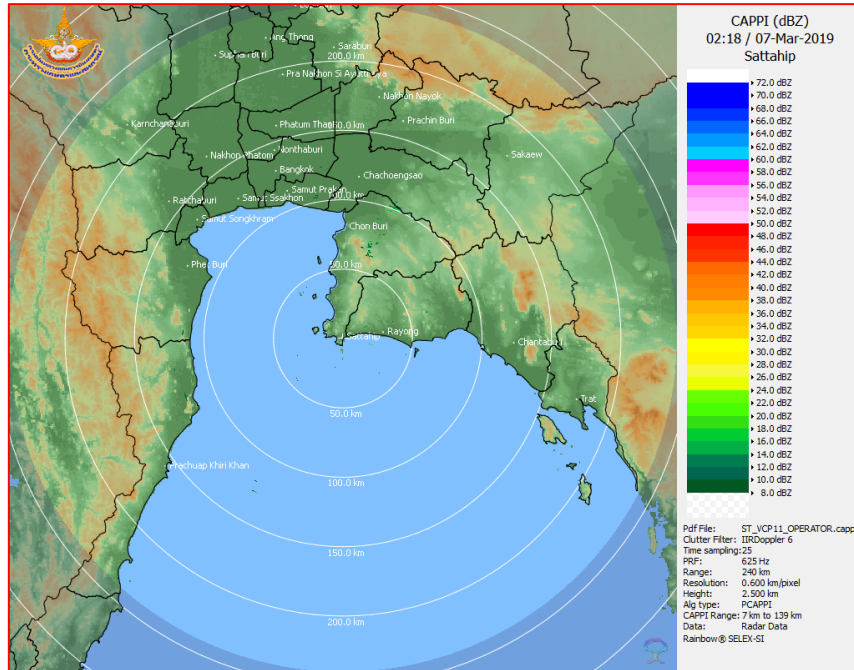 CAPPI (dBZ)
02:18 / 07-Mar-2019
Sattahip
72.0 dBZ
70.0 dBZ
68.0 dBZ
66.0 dBZ
64.0 dBZ
62.0 dBZ
60.0 dBZ
58.0 dBZ
56.0 dBZ
54.0 dBZ
52.0 dBZ
50.0 dBZ
48.0 dBZ
46.0 dBZ
44.0 dBZ
42.0 dBZ
40.0 dBZ
38.0 dBZ
36.0 dBZ
34.0 dBZ
32.0 dBZ
30.0 dBZ
28.0 dBZ
26.0 dBZ
24.0 dBZ
22.0 dBZ
20.0 dBZ
18.0 dBZ
16.0 dBZ
14.0 dBZ
12.0 dBZ
10.0 dBZ
8.0 dBZ
Pdf File: ST_VCP11_OPERATOR.capp
Clutter Filter: IIRDoppler 6
Time sampling:25
PRF: 625 Hz
Range: 240 km
Resolution: 0.600 km/pixel
Height: 2.500 km
Alg type: PCAPPI
CAPPI Range: 7 km to 139 km
Data: Radar Data
Rainbow® SELEX-SI
Ang Thong
Saraburi
Suphan Buri
200.0 km
Pra Nakhon Si Ayuttaya
Nakhon Nayok
Karnchanaburi
Phatum Thani
Prachin Buri
Nonthaburi
Nakhon Phatom
Sakaew
Bangkok
Chachoengsao
Samut Prakan
Ratchaburi
Samut Ssakhon
Samut Songkhram
Chon Buri
Phet Buri
50.0 km
Sattahip
Rayong
Chantaburi
Trat
50.0 km
Prachuap Khiri Khan
100.0 km
150.0 km
200.0 km